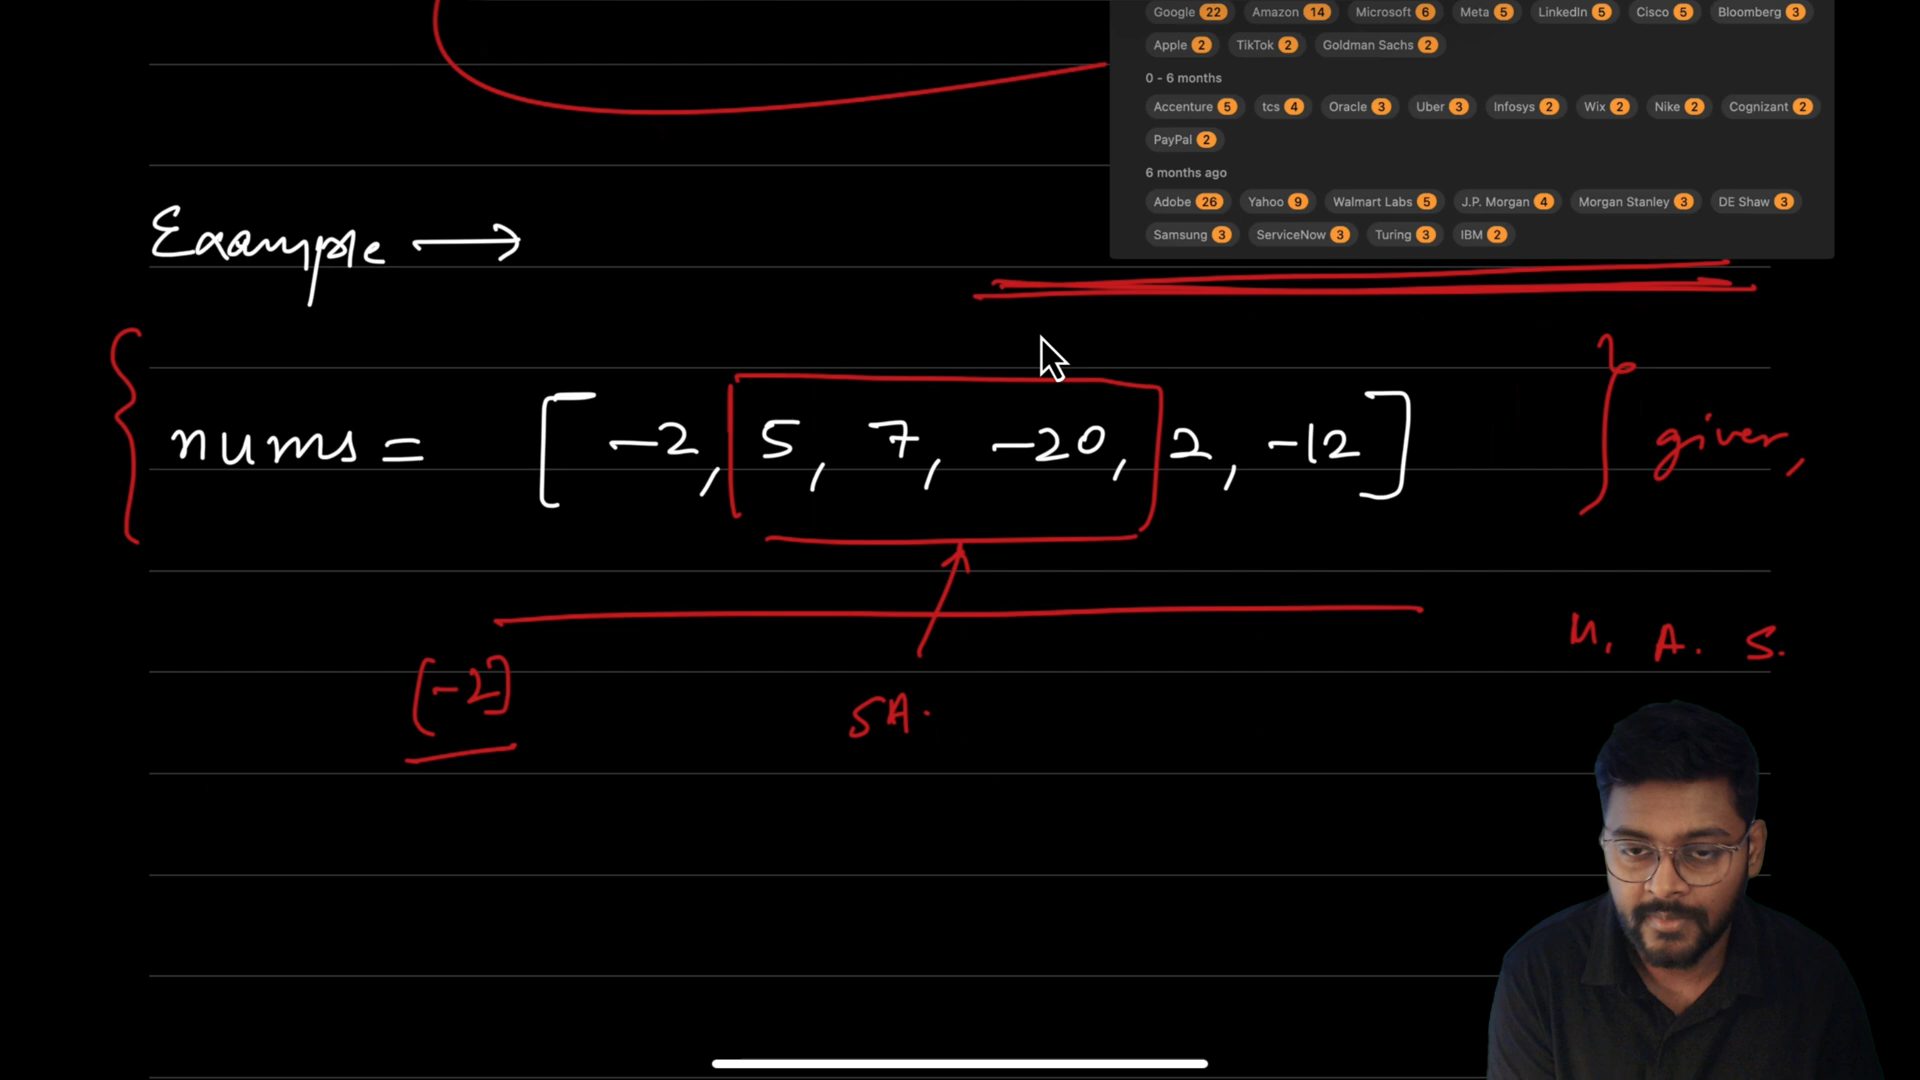 Google 22 Amazon 14 Microsoft 6 Meta 5 LinkedIn 5 Cisco 5 Bloomberg 3
Apple 2 TikTok 2 Goldman Sachs 2
0 - 6 months
Accenture 5 tcs 4 Oracle 3 Uber 3 Infosys 2 Wix 2 Nike 2 Cognizant 2
PayPal 2
6 months ago
Adobe 26 Yahoo 9 Walmart Labs 5 J.P. Morgan 4 Morgan Stanley 3 DE Shaw 3
Samsung 3 ServiceNow 3 Turing 3 IBM 2
Example →
nums = [ -2, 5, 7, -20, 2, -12 ] } given,
M. A. S.
[-2]
SA.